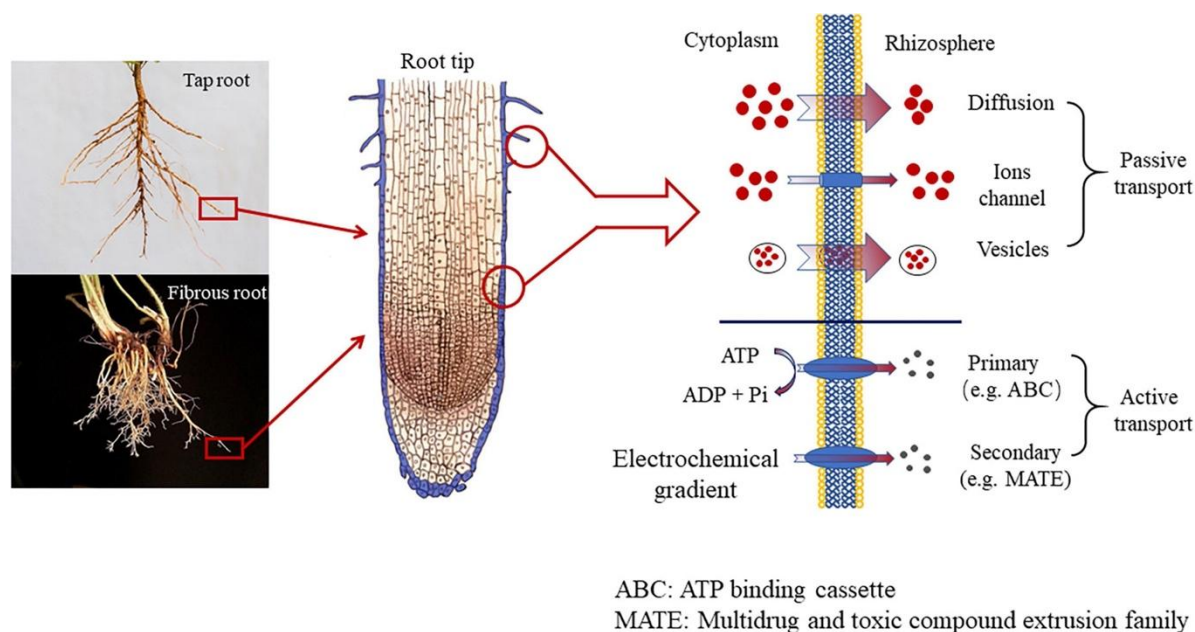 Tap root
Fibrous root
Root tip
Cytoplasm
Rhizosphere
Diffusion
Ions
channel
Vesicles
Passive
transport
ATP
ADP + Pi
Primary
(e.g. ABC)
Electrochemical
gradient
Secondary
(e.g. MATE)
Active
transport
ABC: ATP binding cassette
MATE: Multidrug and toxic compound extrusion family